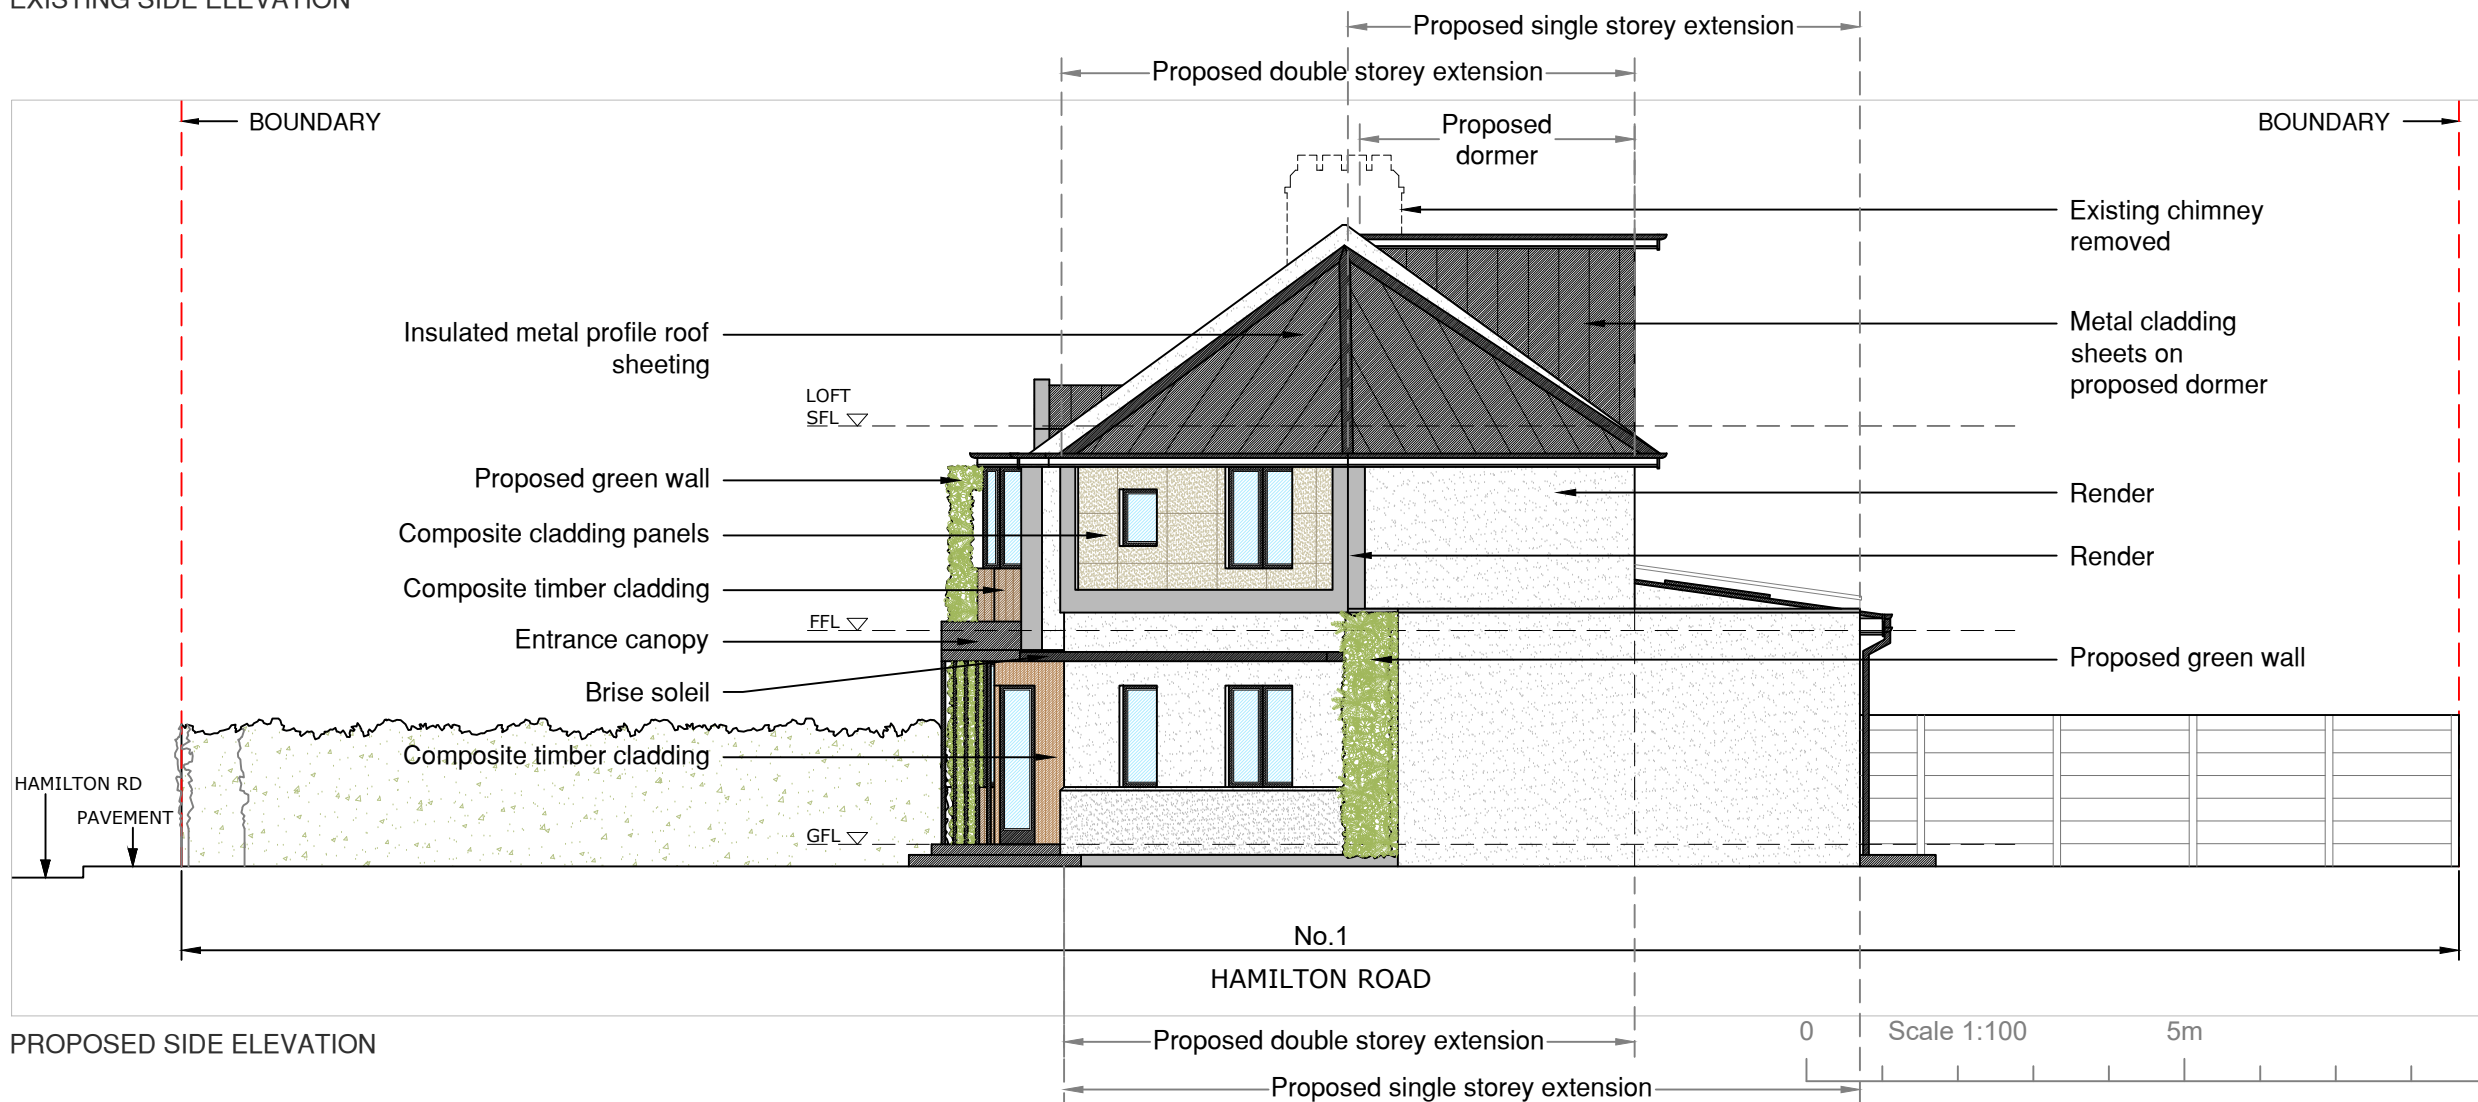 EXISTING SIDE ELEVATION
Proposed single storey extension
Proposed double storey extension
BOUNDARY
Proposed
dormer
BOUNDARY
Existing chimney
removed
Insulated metal profile roof
sheeting
Metal cladding
sheets on
proposed dormer
LOFT
SFL
Proposed green wall
Render
Composite cladding panels
Render
Composite timber cladding
FFL
Entrance canopy
Proposed green wall
Brise soleil
Composite timber cladding
HAMILTON RD
PAVEMENT
GFL
No.1
HAMILTON ROAD
PROPOSED SIDE ELEVATION
Proposed double storey extension
0 Scale 1:100 5m
Proposed single storey extension